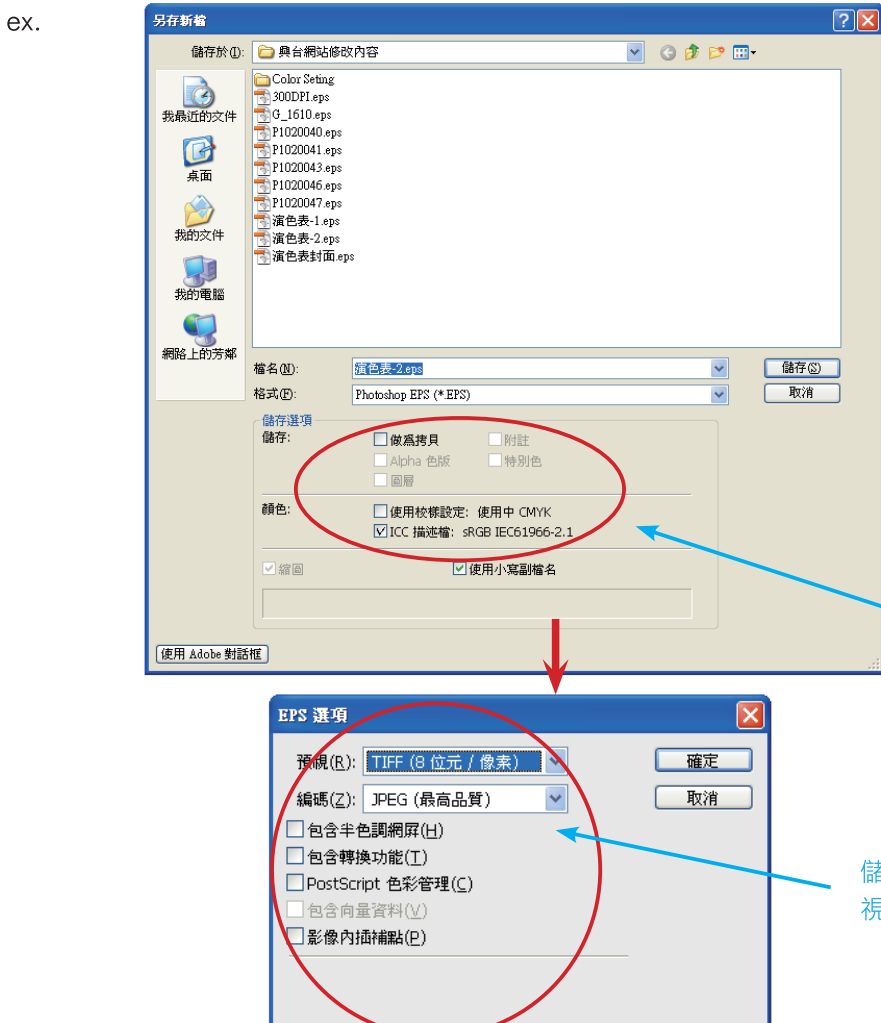 ex.
另存新檔
儲存於(I): 興台網站修改內容
Color Seting
300DPI.eps
G_1610.eps
P1020040.eps
P1020041.eps
P1020043.eps
P1020046.eps
P1020047.eps
演色表-1.eps
演色表-2.eps
演色表封面.eps
我最近的文件
桌面
我的文件
我的電腦
網路上的芳鄰
檔名(N): 演色表-2.eps 儲存(S)
格式(F): Photoshop EPS (*.EPS) 取消
儲存選項
儲存: 做為拷貝 附註
Alpha 色版 特別色
圖層
顏色: 使用校樣設定: 使用中 CMYK
ICC 描述檔: sRGB IEC61966-2.1
縮圖 使用小寫副檔名
使用 Adobe 對話框
EPS 選項
預視(R): TIFF (8 位元 / 像素) 確定
編碼(Z): JPEG (最高品質) 取消
包含半色調網屏(H)
包含轉換功能(T)
PostScript 色彩管理(C)
包含向量資料(V)
影像內插補點(P)
儲
視